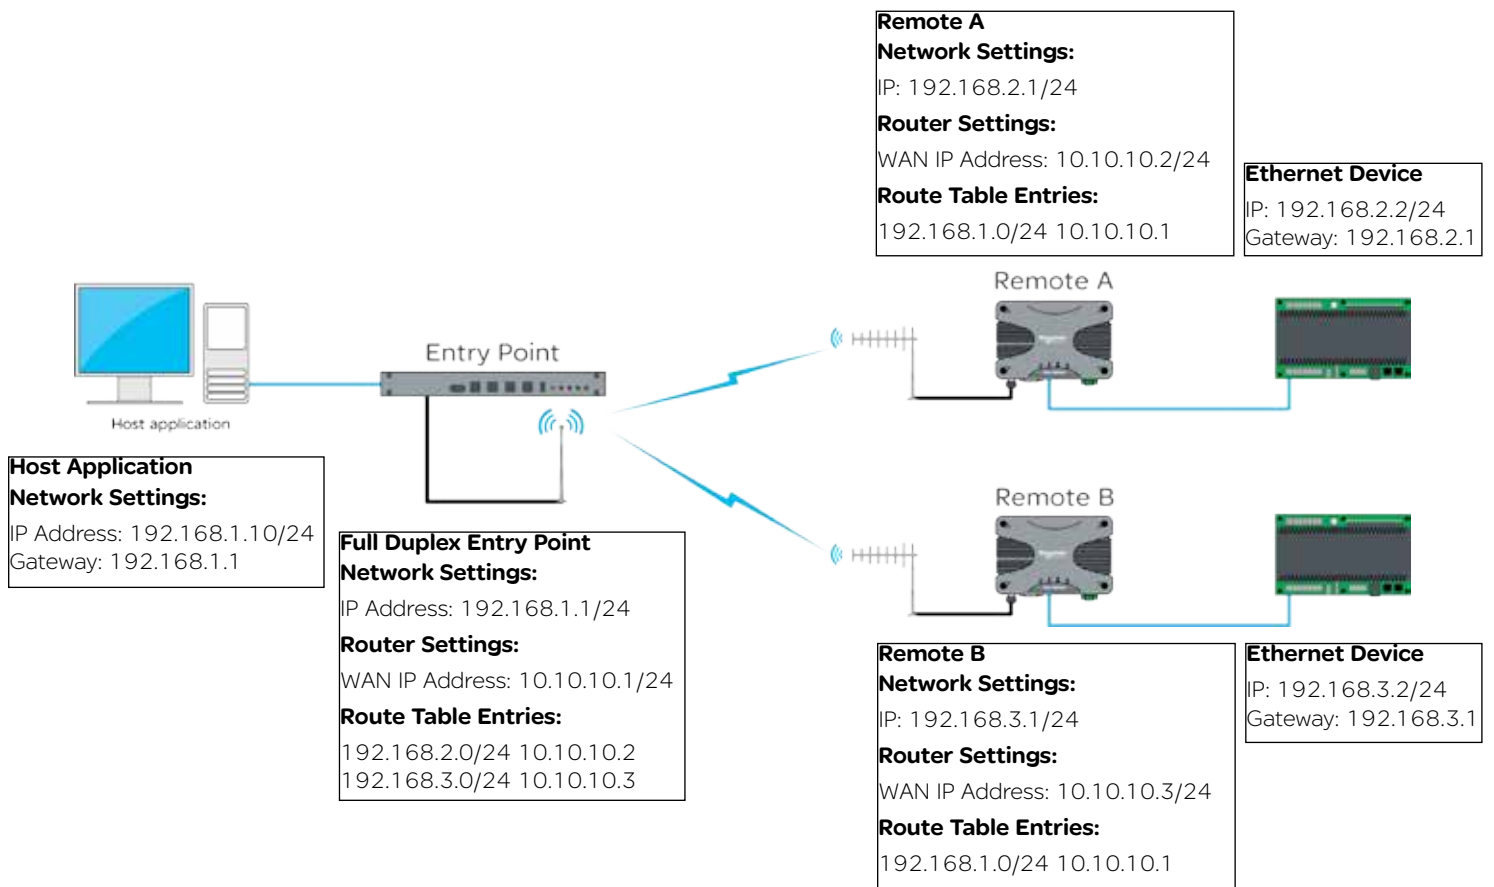 Remote A
Network Settings:
IP: 192.168.2.1/24
Router Settings:
WAN IP Address: 10.10.10.2/24
Route Table Entries:
192.168.1.0/24 10.10.10.1
Ethernet Device
IP: 192.168.2.2/24
Gateway: 192.168.2.1
Remote A
Entry Point
Host application
Host Application
Network Settings:
IP Address: 192.168.1.10/24
Gateway: 192.168.1.1
Full Duplex Entry Point
Network Settings:
IP Address: 192.168.1.1/24
Router Settings:
WAN IP Address: 10.10.10.1/24
Route Table Entries:
192.168.2.0/24 10.10.10.2
192.168.3.0/24 10.10.10.3
Remote B
Remote B
Network Settings:
IP: 192.168.3.1/24
Router Settings:
WAN IP Address: 10.10.10.3/24
Route Table Entries:
192.168.1.0/24 10.10.10.1
Ethernet Device
IP: 192.168.3.2/24
Gateway: 192.168.3.1